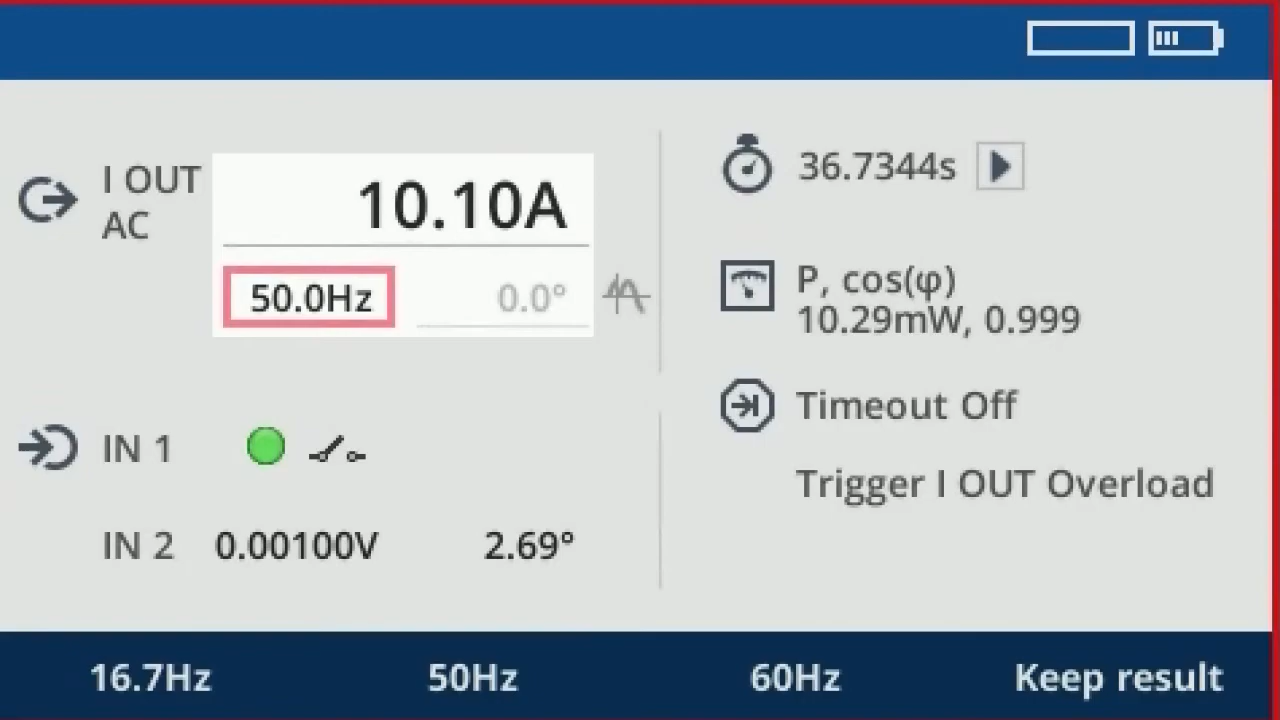 I OUT
AC
10.10A
50.0Hz
0.0°
IN 1
IN 2
0.00100V
2.69°
36.7344s
P, cos(φ)
10.29mW, 0.999
Timeout Off
Trigger I OUT Overload
16.7Hz
50Hz
60Hz
Keep result